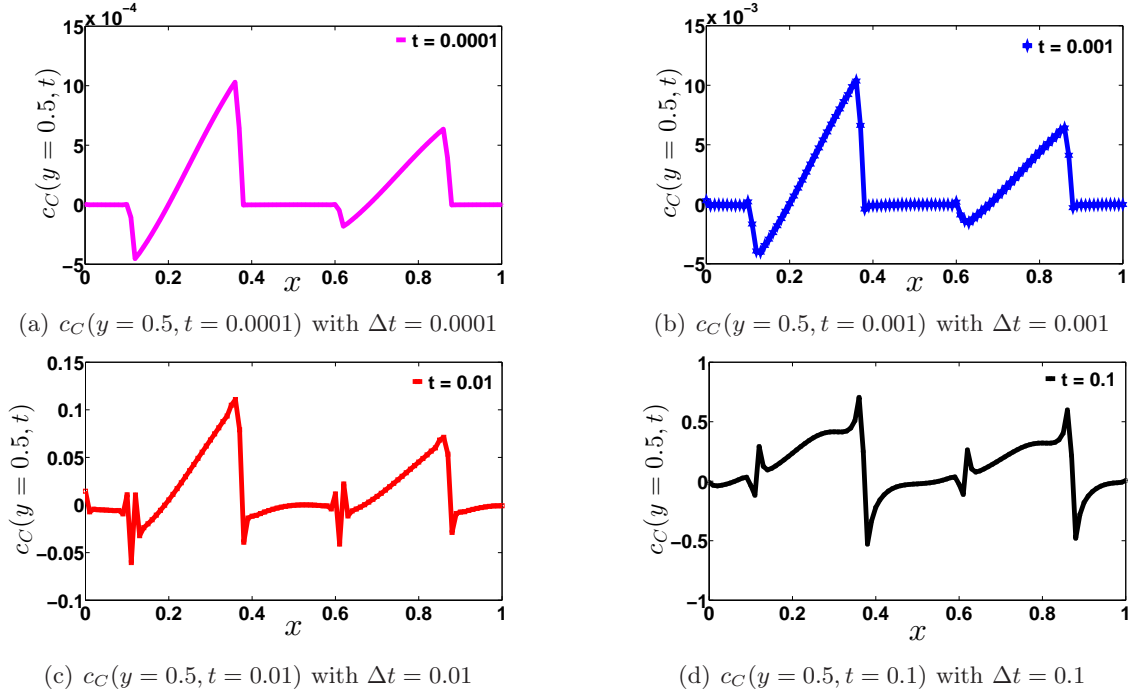 x 10⁻⁴
15
10
5
0
−5
0 0.2 0.4 0.6 0.8 1
t = 0.0001
c_C(y = 0.5, t)
x
(a) c_C(y = 0.5, t = 0.0001) with Δt = 0.0001
x 10⁻³
15
10
5
0
−5
0 0.2 0.4 0.6 0.8 1
t = 0.001
c_C(y = 0.5, t)
x
(b) c_C(y = 0.5, t = 0.001) with Δt = 0.001
0.15
0.1
0.05
0
−0.05
−0.1
0 0.2 0.4 0.6 0.8 1
t = 0.01
c_C(y = 0.5, t)
x
(c) c_C(y = 0.5, t = 0.01) with Δt = 0.01
1
0.5
0
−0.5
−1
0 0.2 0.4 0.6 0.8 1
t = 0.1
c_C(y = 0.5, t)
x
(d) c_C(y = 0.5, t = 0.1) with Δt = 0.1